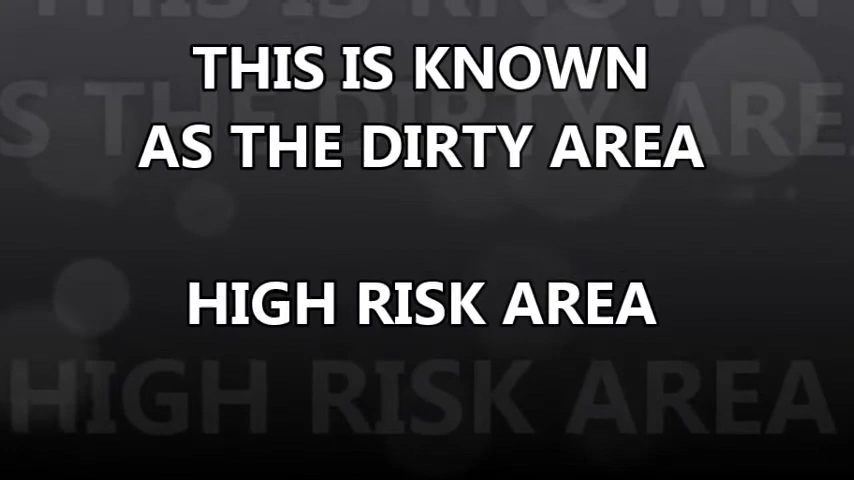 THIS IS KNOWN
AS THE DIRTY AREA
HIGH RISK AREA